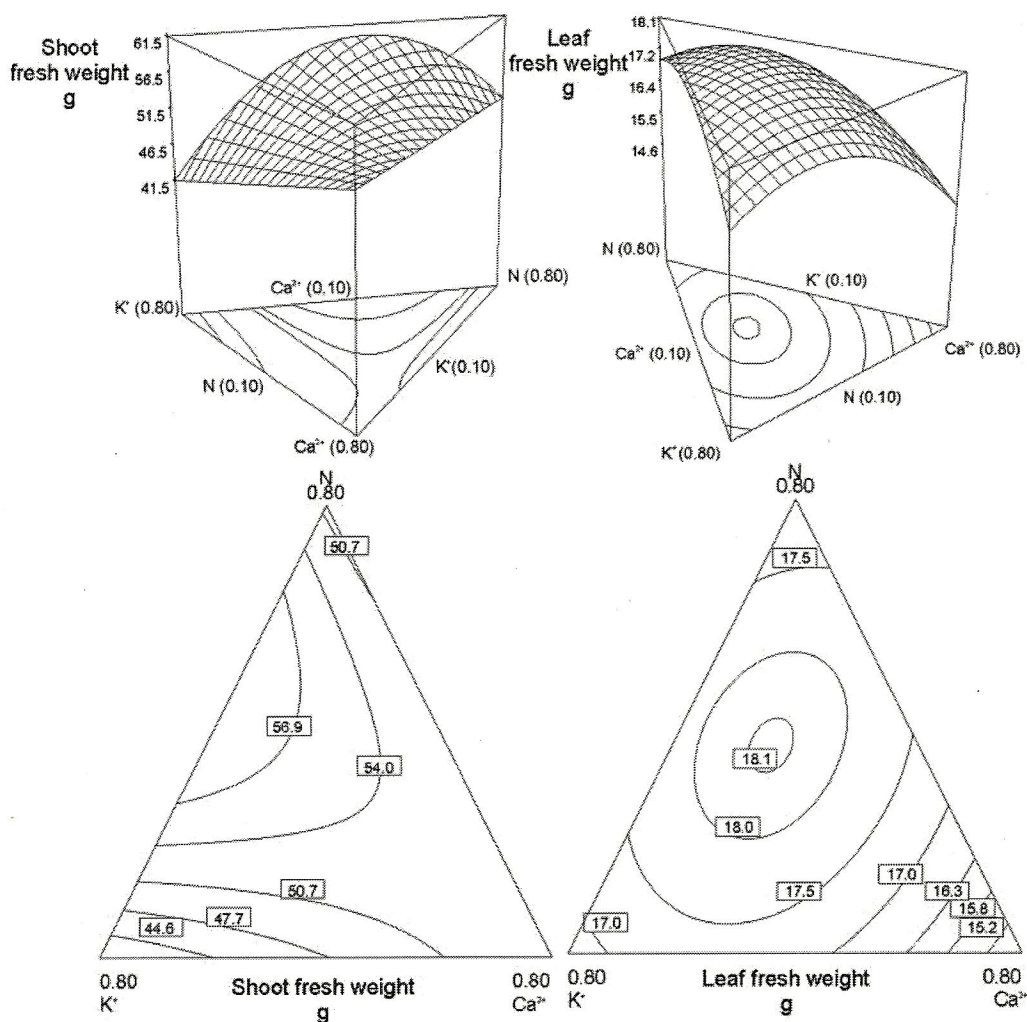 Shoot
fresh weight
g
61.5
56.5
51.5
46.5
41.5
K⁺ (0.80)
Ca²⁺ (0.10)
N (0.80)
N (0.10)
K⁺(0.10)
Ca²⁺ (0.80)
Leaf
fresh weight
g
18.1
17.2
16.4
15.5
14.6
N (0.80)
K⁺ (0.10)
Ca²⁺ (0.10)
Ca²⁺ (0.80)
N (0.10)
K⁺ (0.80)
N
0.80
50.7
56.9
54.0
50.7
47.7
44.6
0.80
K⁺
Shoot fresh weight
g
0.80
Ca²⁺
N
0.80
17.5
18.1
18.0
17.5
17.0
16.3
15.8
15.2
17.0
0.80
K⁺
Leaf fresh weight
g
0.80
Ca²⁺